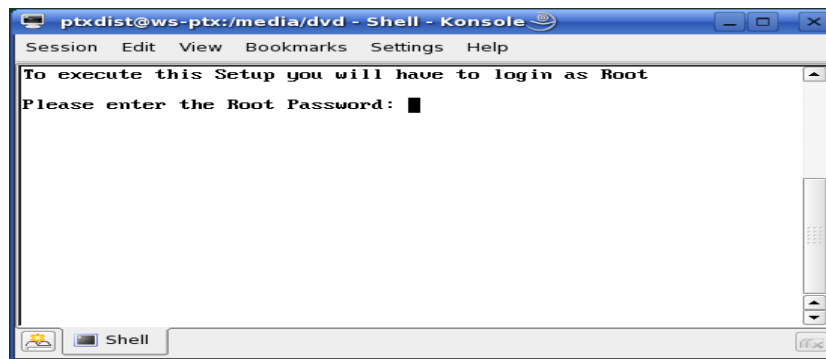 ptxdist@ws-ptx:/media/dvd - Shell - Konsole
Session Edit View Bookmarks Settings Help
To execute this Setup you will have to login as Root
Please enter the Root Password:
Shell